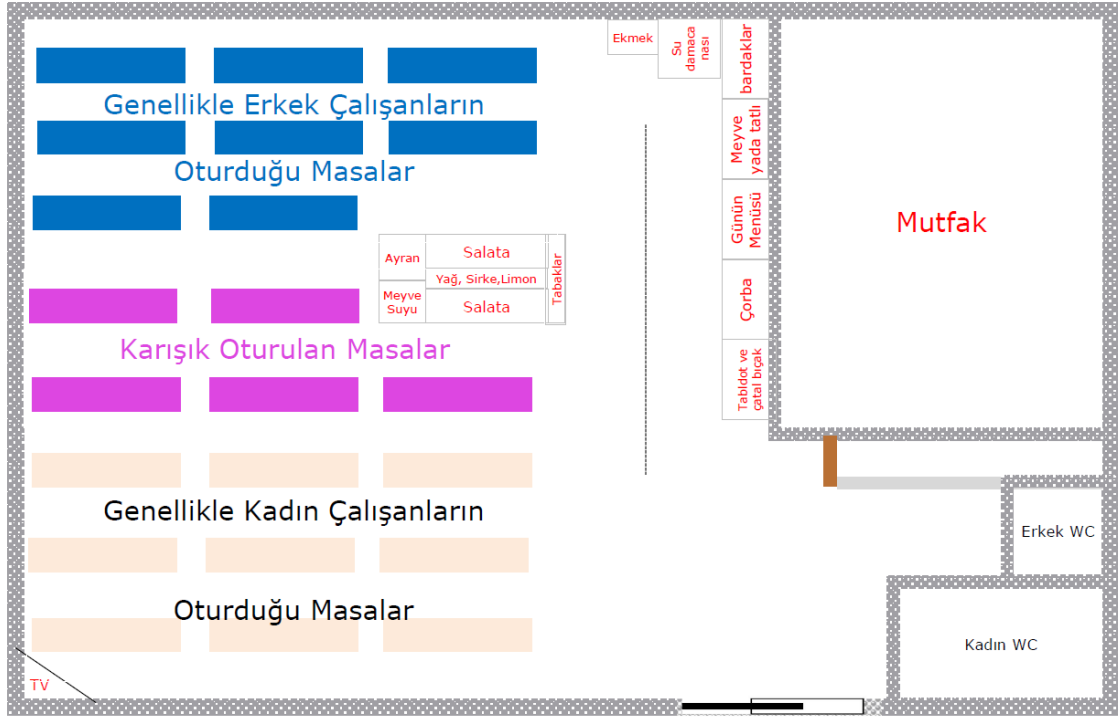 Ekmek
Su
damaca
nası
bardaklar
Meyve
yada tatlı
Günün
Menüsü
Çorba
Tabldot ve
çatal bıçak
Mutfak
Genellikle Erkek Çalışanların
Oturduğu Masalar
Ayran
Meyve
Suyu
Salata
Yağ, Sirke,Limon
Salata
Tabaklar
Karışık Oturulan Masalar
Genellikle Kadın Çalışanların
Oturduğu Masalar
TV
Erkek WC
Kadın WC